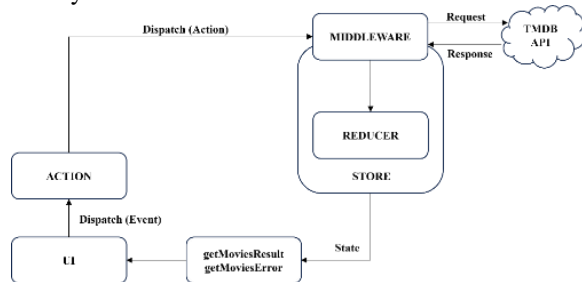 Dispatch (Action)
MIDDLEWARE
Request
TMDB
API
Response
REDUCER
STORE
ACTION
Dispatch (Event)
UI
getMoviesResult
getMoviesError
State